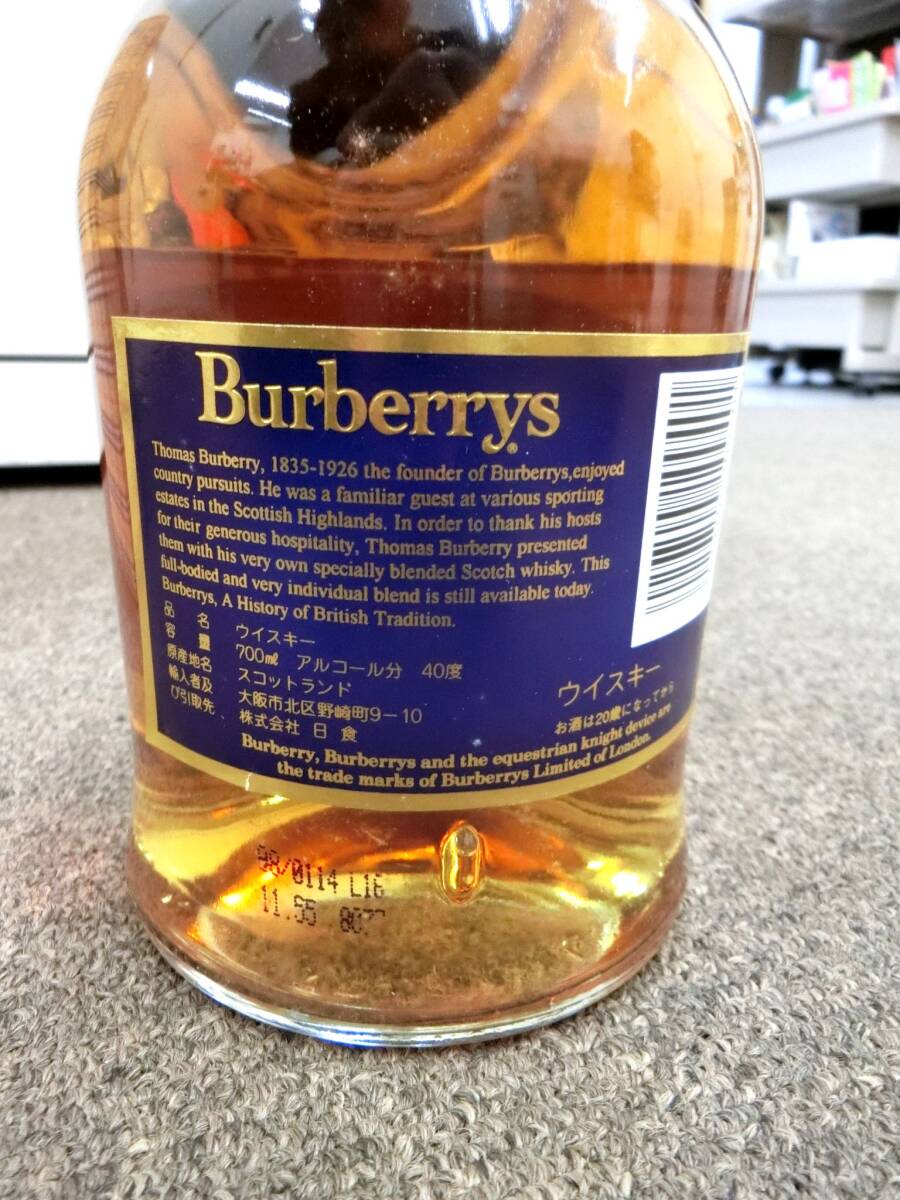 Burberrys®
Thomas Burberry, 1835-1926 the founder of Burberrys,enjoyed
country pursuits. He was a familiar guest at various sporting
estates in the Scottish Highlands. In order to thank his hosts
for their generous hospitality, Thomas Burberry presented
them with his very own specially blended Scotch whisky. This
full-bodied and very individual blend is still available today.
Burberrys, A History of British Tradition.
品 名 ウイスキー
容 量 700㎖ アルコール分 40度
原産地名 スコットランド
輸入者及 大阪市北区野崎町9-10
び引取先 株式会社 日 食
ウイスキー
お酒は20歳になってから
Burberry, Burberrys and the equestrian knight device are
the trade marks of Burberrys Limited of London.
98/0114 L16
11.55